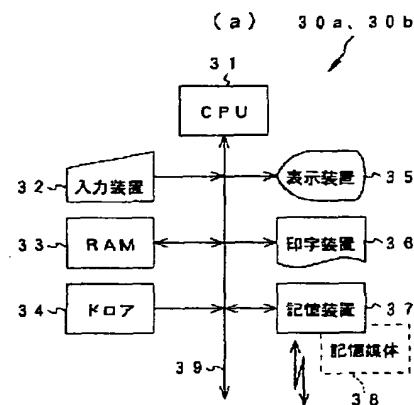 (a) 30a、30b
31
CPU
32 入力装置 表示装置 35
33 RAM 印字装置 36
34 ドロア 記憶装置 37
記憶媒体
39 38